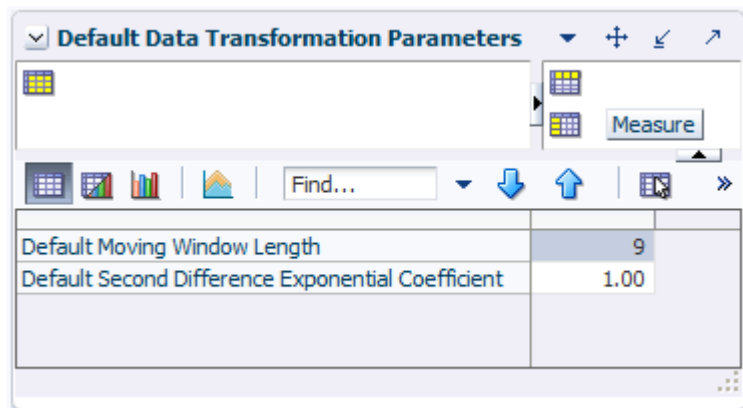 Default Data Transformation Parameters
Measure
Find...
Default Moving Window Length 9
Default Second Difference Exponential Coefficient 1.00